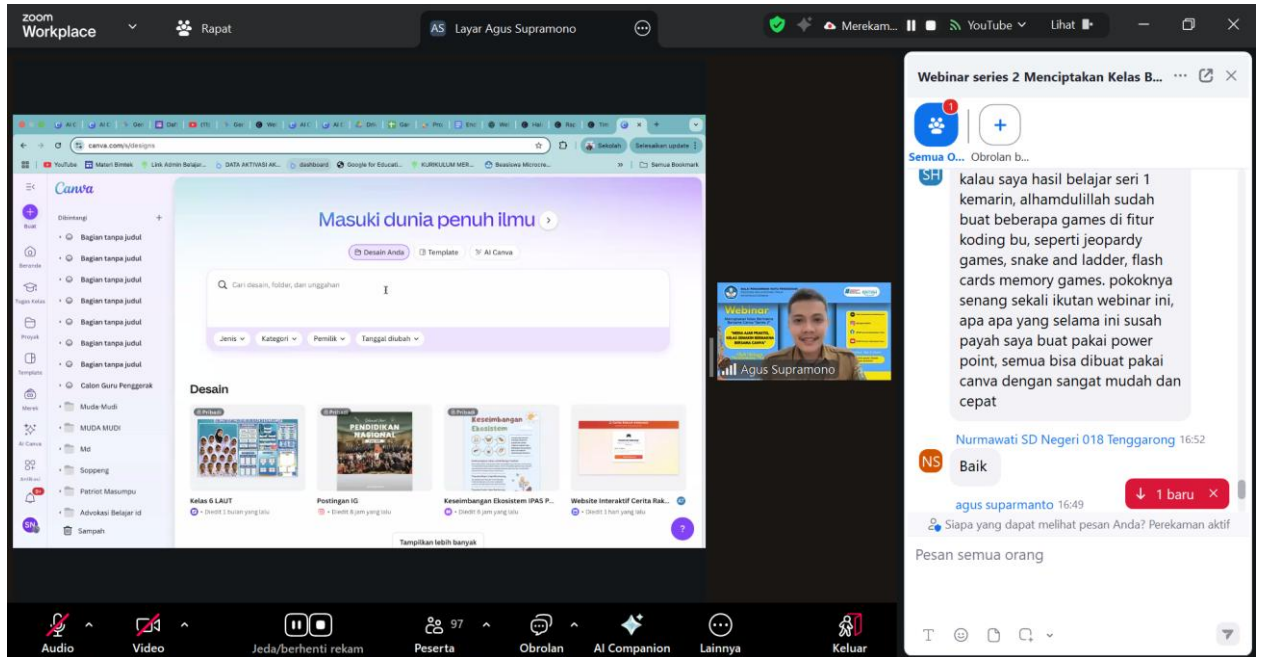 zoom
Workplace
Rapat
AS Layar Agus Supramono
Merekam...
YouTube
Lihat
canva.com/s/designs
Sekolah
Selesaikan update
YouTube
Materi Bimtek
Link Admin Belajar...
DATA AKTIVASI AK...
dashboard
Google for Educati...
KURIKULUM MER...
Beasiswa Microcre...
Semua Bookmark
Canva
Buat
Beranda
Tugas Kelas
Proyek
Template
Merek
AI Canva
SN
Dibintangi
Bagian tanpa judul
Bagian tanpa judul
Bagian tanpa judul
Bagian tanpa judul
Bagian tanpa judul
Bagian tanpa judul
Bagian tanpa judul
Calon Guru Penggerak
Muda-Mudi
MUDA MUDI
Md
Soppeng
Patriot Masumpu
Advokasi Belajar id
Sampah
Masuki dunia penuh ilmu
Desain Anda
Template
AI Canva
Cari desain, folder, dan unggahan
Jenis
Kategori
Pemilik
Tanggal diubah
Desain
Pribadi
Pribadi
Pribadi
PENDIDIKAN
NASIONAL
Keseimbangan
Ekosistem
Kelas 6 LAUT
• Diedit 1 bulan yang lalu
Postingan IG
• Diedit 8 jam yang lalu
Keseimbangan Ekosistem IPAS P...
• Diedit 8 jam yang lalu
Website Interaktif Cerita Rak...
• Diedit 1 hari yang lalu
Tampilkan lebih banyak
?
Webinar
Agus Supramono
Webinar series 2 Menciptakan Kelas B...
1
Semua O...
Obrolan b...
SH
kalau saya hasil belajar seri 1
kemarin, alhamdulillah sudah
buat beberapa games di fitur
koding bu, seperti jeopardy
games, snake and ladder, flash
cards memory games. pokoknya
senang sekali ikutan webinar ini,
apa apa yang selama ini susah
payah saya buat pakai power
point, semua bisa dibuat pakai
canva dengan sangat mudah dan
cepat
Nurmawati SD Negeri 018 Tenggarong 16:52
NS
Baik
1 baru
agus suparmanto 16:49
Siapa yang dapat melihat pesan Anda? Perekaman aktif
Pesan semua orang
Audio
Video
Jeda/berhenti rekam
97
Peserta
Obrolan
AI Companion
Lainnya
Keluar